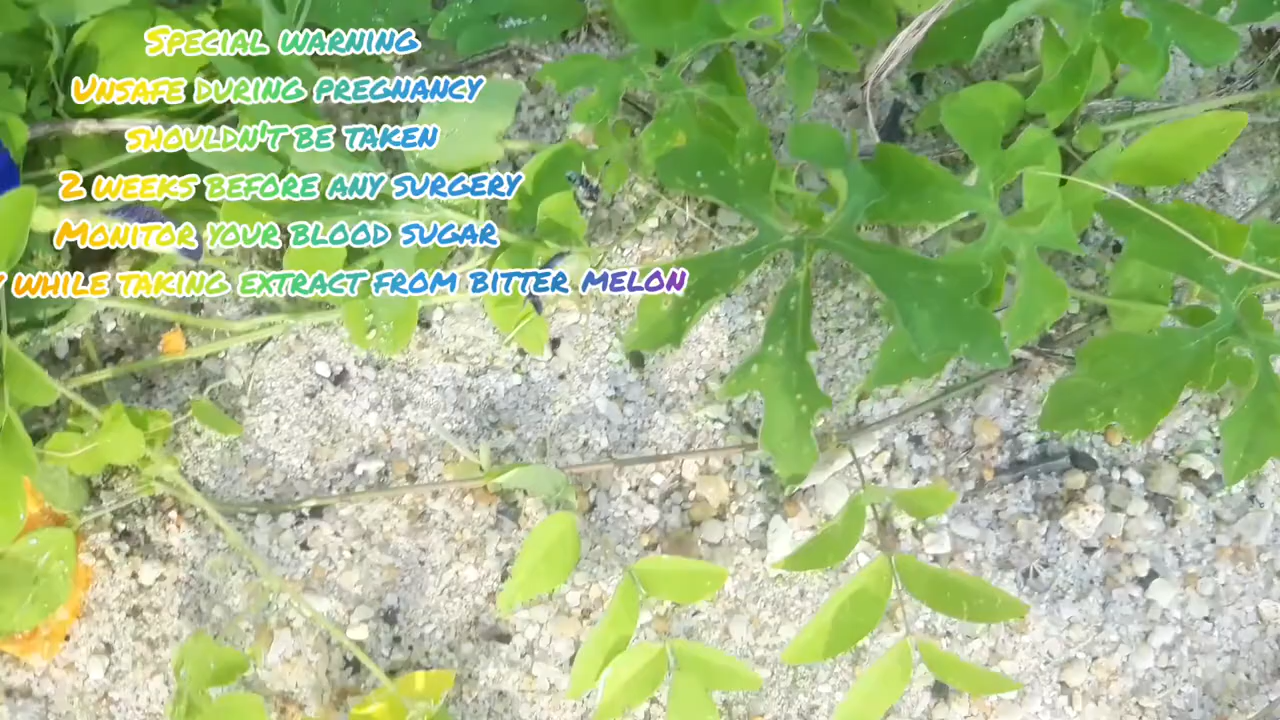 Special warning
Unsafe during pregnancy
shouldn't be taken
2 weeks before any surgery
Monitor your blood sugar
while taking extract from bitter melon